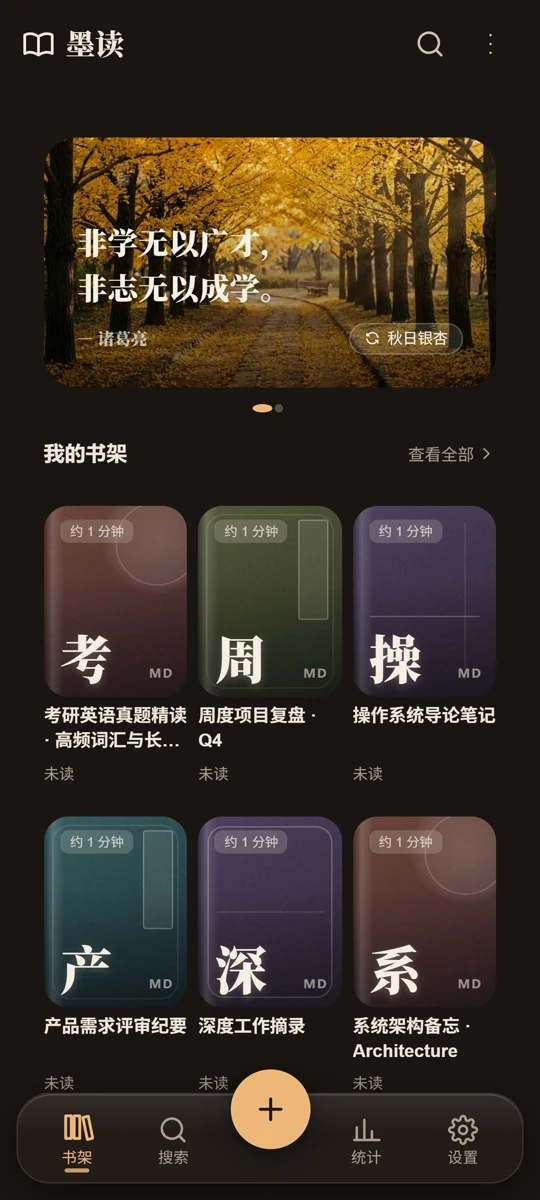 墨读
非学无以广才，
非志无以成学。
— 诸葛亮
秋日银杏
我的书架
查看全部
约 1 分钟
约 1 分钟
约 1 分钟
考
MD
周
MD
操
MD
考研英语真题精读
· 高频词汇与长…
周度项目复盘 ·
Q4
操作系统导论笔记
未读
未读
未读
约 1 分钟
约 1 分钟
约 1 分钟
产
MD
深
MD
系
MD
产品需求评审纪要
深度工作摘录
系统架构备忘 ·
Architecture
未读
未读
未读
书架
搜索
统计
设置